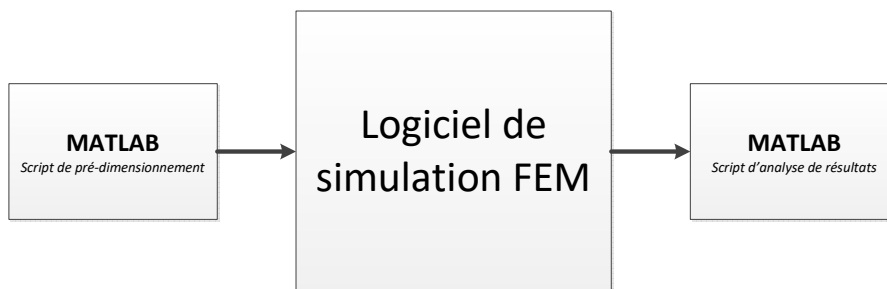 MATLAB
Script de pré-dimensionnement
Logiciel de
simulation FEM
MATLAB
Script d'analyse de résultats